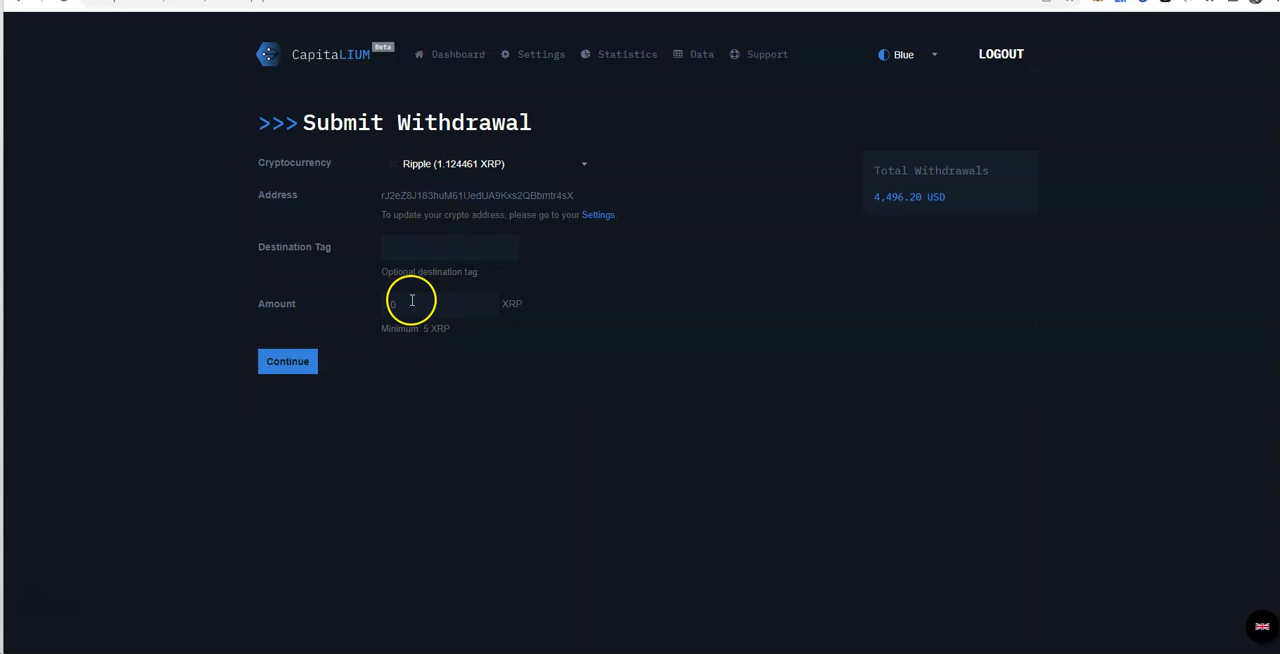 CapitaLIUM Beta Dashboard Settings Statistics Data Support Blue LOGOUT
>>> Submit Withdrawal
Cryptocurrency Ripple (1.124461 XRP)
Total Withdrawals
4,496.20 USD
Address rJ2eZ8J183huM61UedUA9Kxs2QBbmtr4sX
To update your crypto address, please go to your Settings.
Destination Tag
Optional destination tag.
Amount 0 XRP
Minimum: 5 XRP
Continue